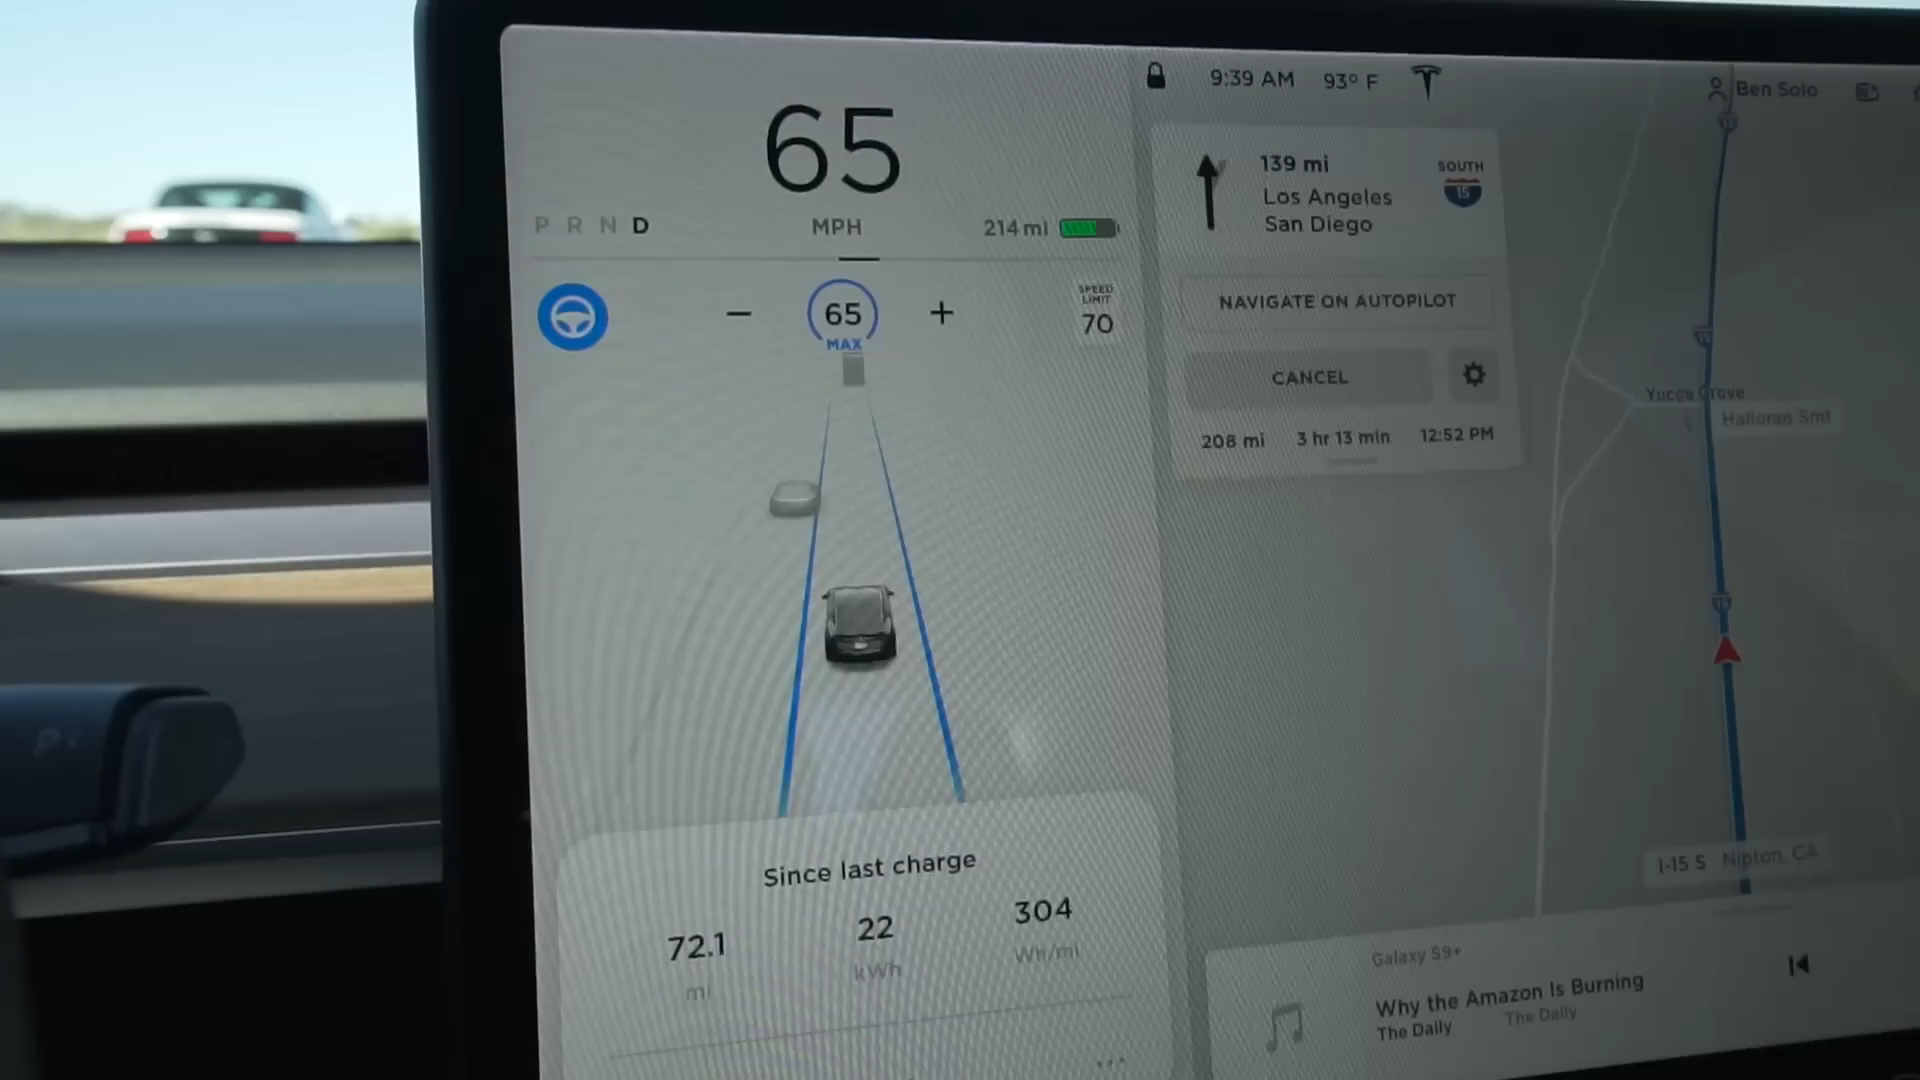 65
MPH
P R N D
214 mi
65
MAX
SPEED
LIMIT
70
Since last charge
72.1
mi
22
kWh
304
Wh/mi
9:39 AM
93° F
Ben Solo
139 mi
Los Angeles
San Diego
SOUTH
15
NAVIGATE ON AUTOPILOT
CANCEL
208 mi
3 hr 13 min
12:52 PM
Yucca Grove
Halloran Smt
I-15 S
Nipton, CA
Galaxy S9+
Why the Amazon Is Burning
The Daily
The Daily
P